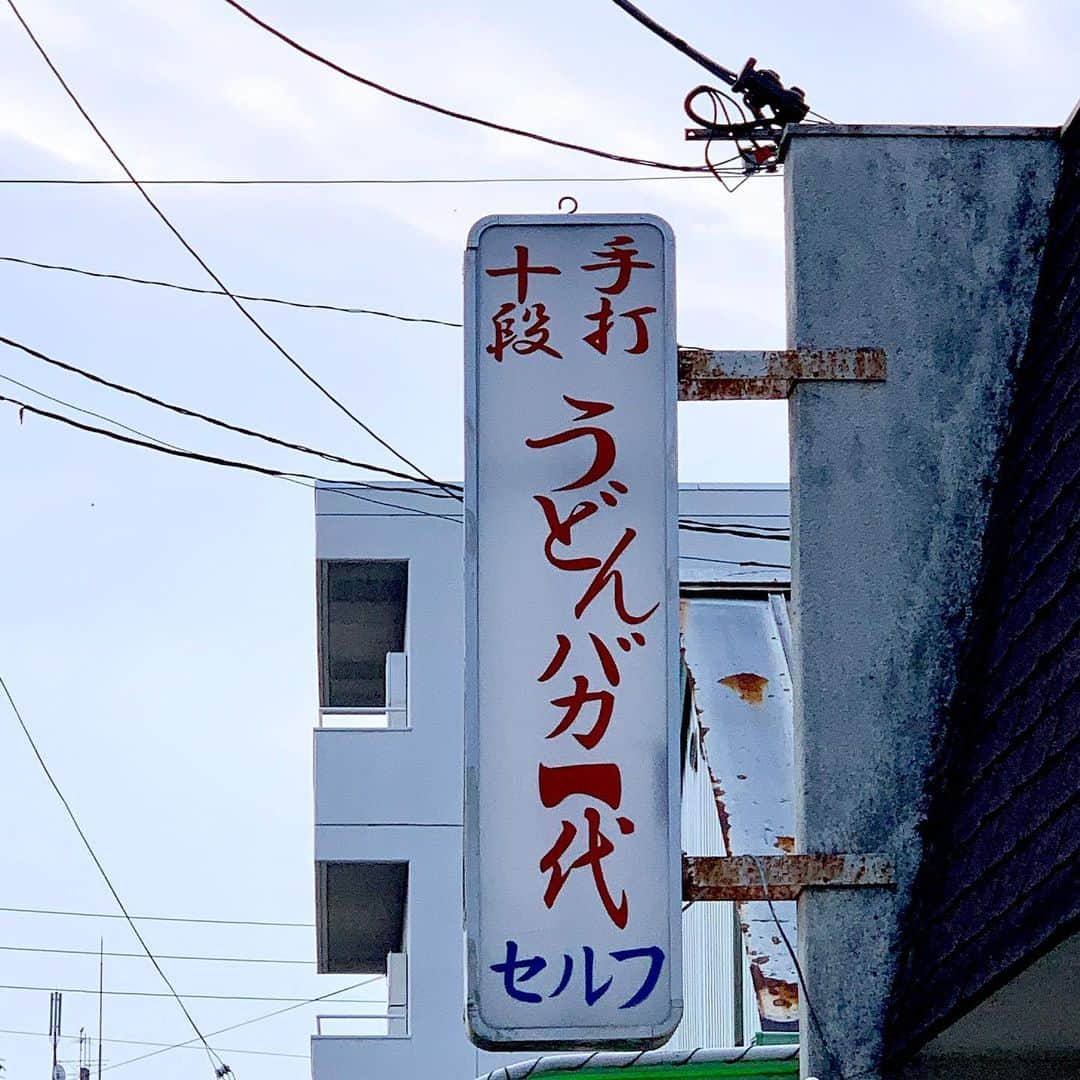 手打
十段
うどんバカ一代
セルフ